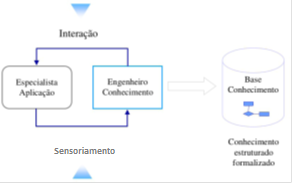 Interação
Especialista
Aplicação
Engenheiro
Conhecimento
Base
Conhecimento
Conhecimento
estruturado
formalizado
Sensoriamento